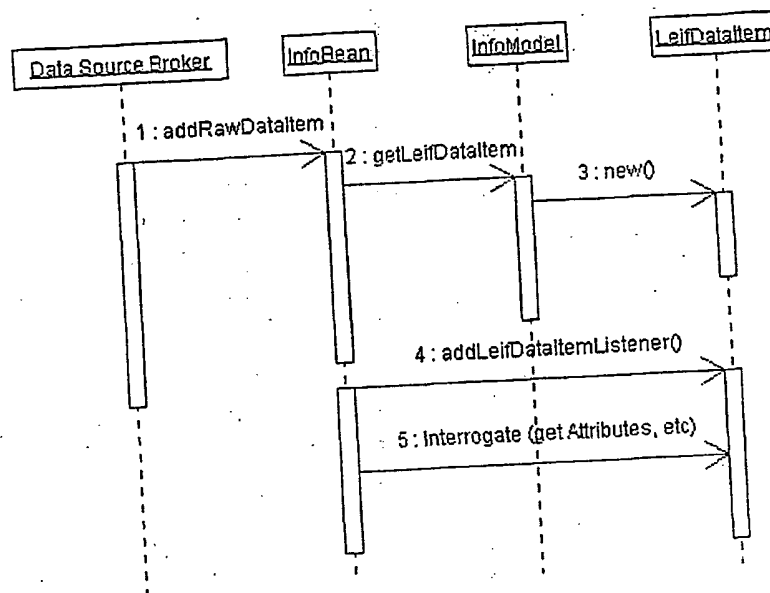 Data Source Broker
InfoBean
InfoModel
LeifDataItem
1 : addRawDataItem
2 : getLeifDataItem
3 : new()
4 : addLeifDataItemListener()
5 : Interrogate (get Attributes, etc)